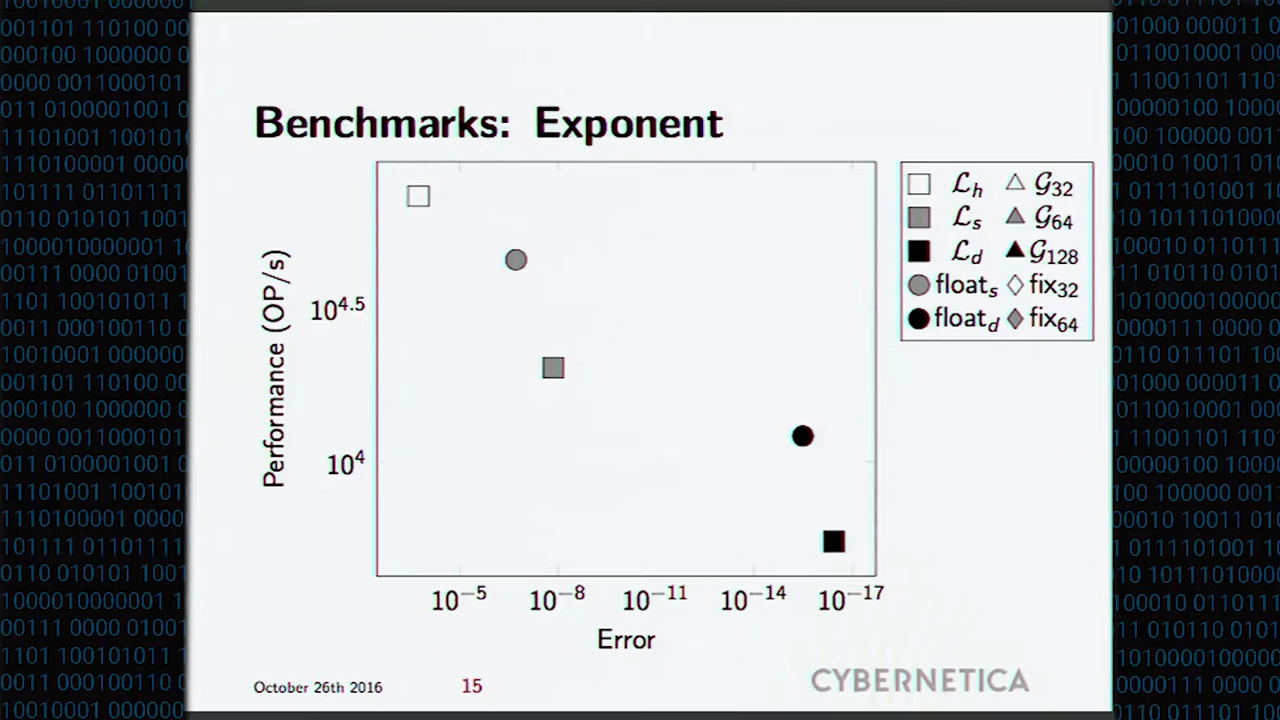 Benchmarks: Exponent
ℒh 𝒢32
ℒs 𝒢64
ℒd 𝒢128
floats fix32
floatd fix64
Performance (OP/s)
10^4.5
10^4
10^−5 10^−8 10^−11 10^−14 10^−17
Error
October 26th 2016 15 CYBERNETICA